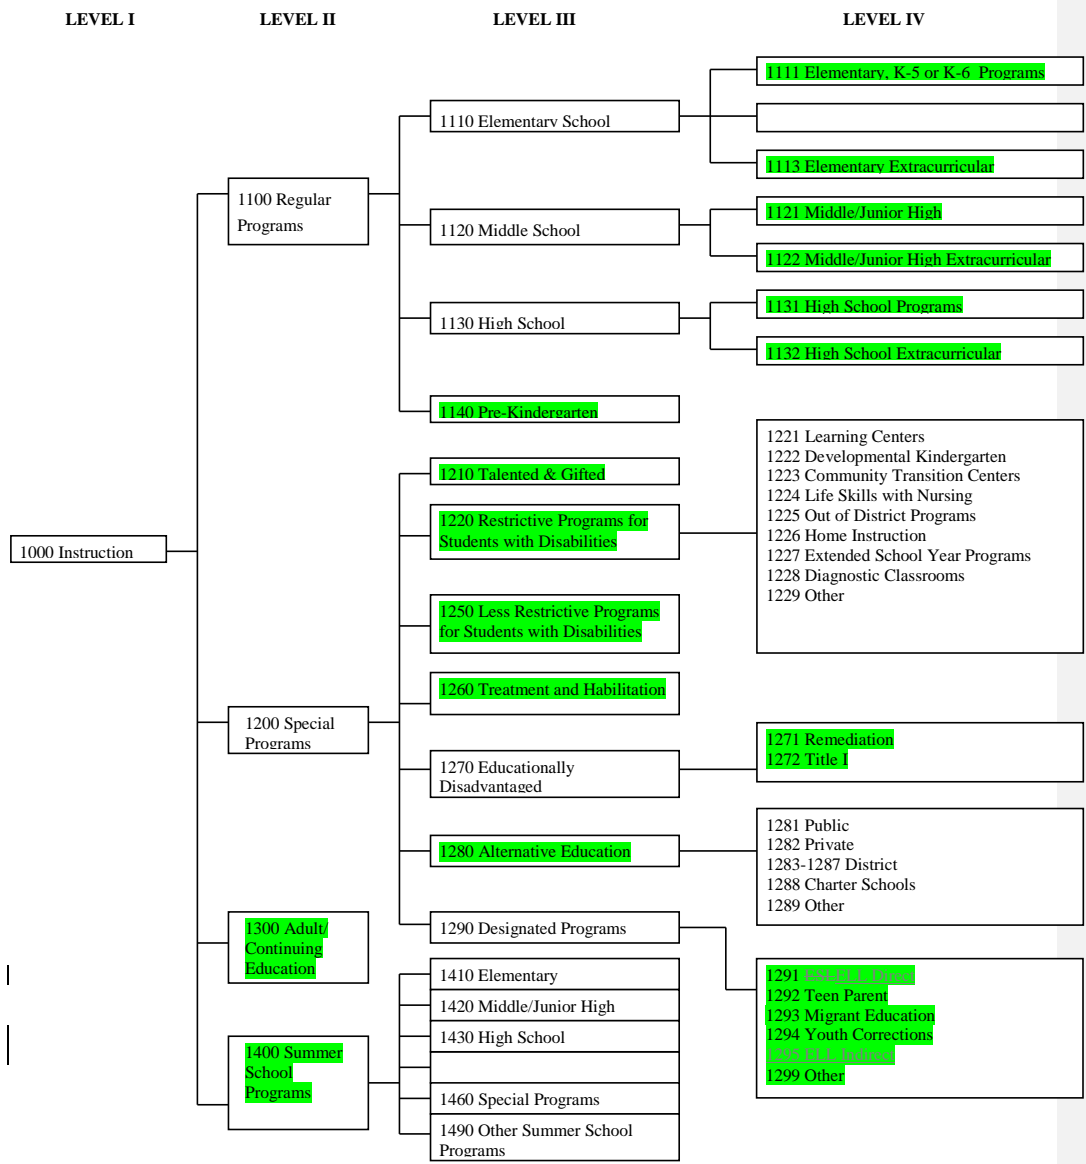 LEVEL I
LEVEL II
LEVEL III
LEVEL IV
1000 Instruction
1100 Regular
Programs
1200 Special
Programs
1300 Adult/
Continuing
Education
1400 Summer
School
Programs
1110 Elementary School
1120 Middle School
1130 High School
1140 Pre-Kindergarten
1210 Talented & Gifted
1220 Restrictive Programs for
Students with Disabilities
1250 Less Restrictive Programs
for Students with Disabilities
1260 Treatment and Habilitation
1270 Educationally
Disadvantaged
1280 Alternative Education
1290 Designated Programs
1410 Elementary
1420 Middle/Junior High
1430 High School
1460 Special Programs
1490 Other Summer School
Programs
1111 Elementary, K-5 or K-6 Programs
1113 Elementary Extracurricular
1121 Middle/Junior High
1122 Middle/Junior High Extracurricular
1131 High School Programs
1132 High School Extracurricular
1221 Learning Centers
1222 Developmental Kindergarten
1223 Community Transition Centers
1224 Life Skills with Nursing
1225 Out of District Programs
1226 Home Instruction
1227 Extended School Year Programs
1228 Diagnostic Classrooms
1229 Other
1271 Remediation
1272 Title I
1281 Public
1282 Private
1283-1287 District
1288 Charter Schools
1289 Other
1291 ESLELL Direct
1292 Teen Parent
1293 Migrant Education
1294 Youth Corrections
1295 ELL Indirect
1299 Other